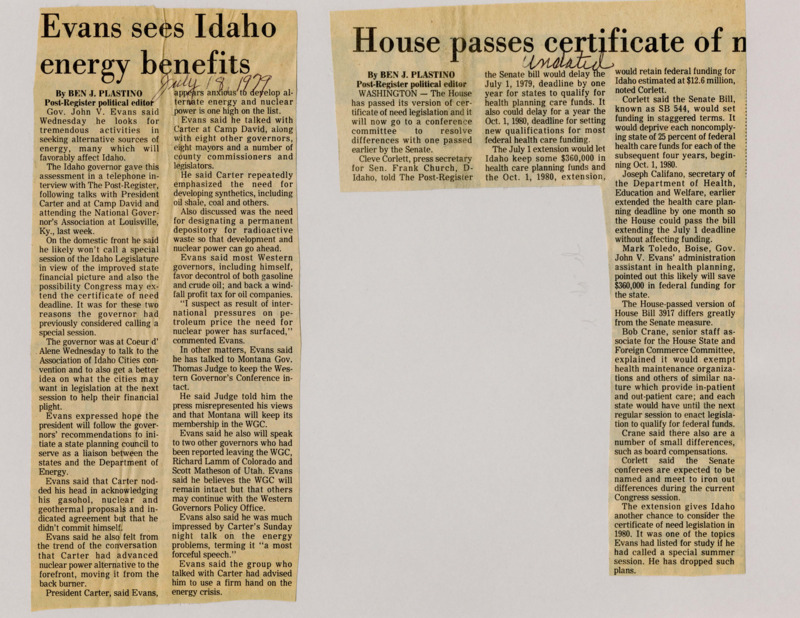 Evans sees Idaho
energy benefits
July 18, 1979
By BEN J. PLASTINO
Post-Register political editor
Gov. John V. Evans said
Wednesday he looks for
tremendous activities in
seeking alternative sources of
energy, many which will
favorably affect Idaho.
The Idaho governor gave this
assessment in a telephone in-
terview with The Post-Register,
following talks with President
Carter and at Camp David and
attending the National Gover-
nor's Association at Louisville,
Ky., last week.
On the domestic front he said
he likely won't call a special
session of the Idaho Legislature
in view of the improved state
financial picture and also the
possibility Congress may ex-
tend the certificate of need
deadline. It was for these two
reasons the governor had
previously considered calling a
special session.
The governor was at Coeur d'
Alene Wednesday to talk to the
Association of Idaho Cities con-
vention and to also get a better
idea on what the cities may
want in legislation at the next
session to help their financial
plight.
Evans expressed hope the
president will follow the gover-
nors' recommendations to ini-
tiate a state planning council to
serve as a liaison between the
states and the Department of
Energy.
Evans said that Carter nod-
ded his head in acknowledging
his gasohol, nuclear and
geothermal proposals and in-
dicated agreement but that he
didn't commit himself.
Evans said he also felt from
the trend of the conversation
that Carter had advanced
nuclear power alternative to the
forefront, moving it from the
back burner.
President Carter, said Evans,
appears anxious to develop al-
ternate energy and nuclear
power is one high on the list.
Evans said he talked with
Carter at Camp David, along
with eight other governors,
eight mayors and a number of
county commissioners and
legislators.
He said Carter repeatedly
emphasized the need for
developing synthetics, including
oil shale, coal and others.
Also discussed was the need
for designating a permanent
depository for radioactive
waste so that development and
nuclear power can go ahead.
Evans said most Western
governors, including himself,
favor decontrol of both gasoline
and crude oil; and back a wind-
fall profit tax for oil companies.
"I suspect as result of inter-
national pressures on pe-
troleum price the need for
nuclear power has surfaced,"
commented Evans.
In other matters, Evans said
he has talked to Montana Gov.
Thomas Judge to keep the Wes-
tern Governor's Conference in-
tact.
He said Judge told him the
press misrepresented his views
and that Montana will keep its
membership in the WGC.
Evans said he also will speak
to two other governors who had
been reported leaving the WGC,
Richard Lamm of Colorado and
Scott Matheson of Utah. Evans
said he believes the WGC will
remain intact but that others
may continue with the Western
Governors Policy Office.
Evans also said he was much
impressed by Carter's Sunday
night talk on the energy
problems, terming it "a most
forceful speech."
Evans said the group who
talked with Carter had advised
him to use a firm hand on the
energy crisis.
House passes certificate of n
undated
By BEN J. PLASTINO
Post-Register political editor
WASHINGTON — The House
has passed its version of cer-
tificate of need legislation and it
will now go to a conference
committee to resolve
differences with one passed
earlier by the Senate.
Cleve Corlett, press secretary
for Sen. Frank Church, D-
Idaho, told The Post-Register
the Senate bill would delay the
July 1, 1979, deadline by one
year for states to qualify for
health planning care funds. It
also could delay for a year the
Oct. 1, 1980, deadline for setting
new qualifications for most
federal health care funding.
The July 1 extension would let
Idaho keep some $360,000 in
health care planning funds and
the Oct. 1, 1980, extension,
would retain federal funding for
Idaho estimated at $12.6 million,
noted Corlett.
Corlett said the Senate Bill,
known as SB 544, would set
funding in staggered terms. It
would deprive each noncomply-
ing state of 25 percent of federal
health care funds for each of the
subsequent four years, begin-
ning Oct. 1, 1980.
Joseph Califano, secretary of
the Department of Health,
Education and Welfare, earlier
extended the health care plan-
ning deadline by one month so
the House could pass the bill
extending the July 1 deadline
without affecting funding.
Mark Toledo, Boise, Gov.
John V. Evans' administration
assistant in health planning,
pointed out this likely will save
$360,000 in federal funding for
the state.
The House-passed version of
House Bill 3917 differs greatly
from the Senate measure.
Bob Crane, senior staff as-
sociate for the House State and
Foreign Commerce Committee,
explained it would exempt
health maintenance organiza-
tions and others of similar na-
ture which provide in-patient
and out-patient care; and each
state would have until the next
regular session to enact legisla-
tion to qualify for federal funds.
Crane said there also are a
number of small differences,
such as board compensations.
Corlett said the Senate
conferees are expected to be
named and meet to iron out
differences during the current
Congress session.
The extension gives Idaho
another chance to consider the
certificate of need legislation in
1980. It was one of the topics
Evans had listed for study if he
had called a special summer
session. He has dropped such
plans.